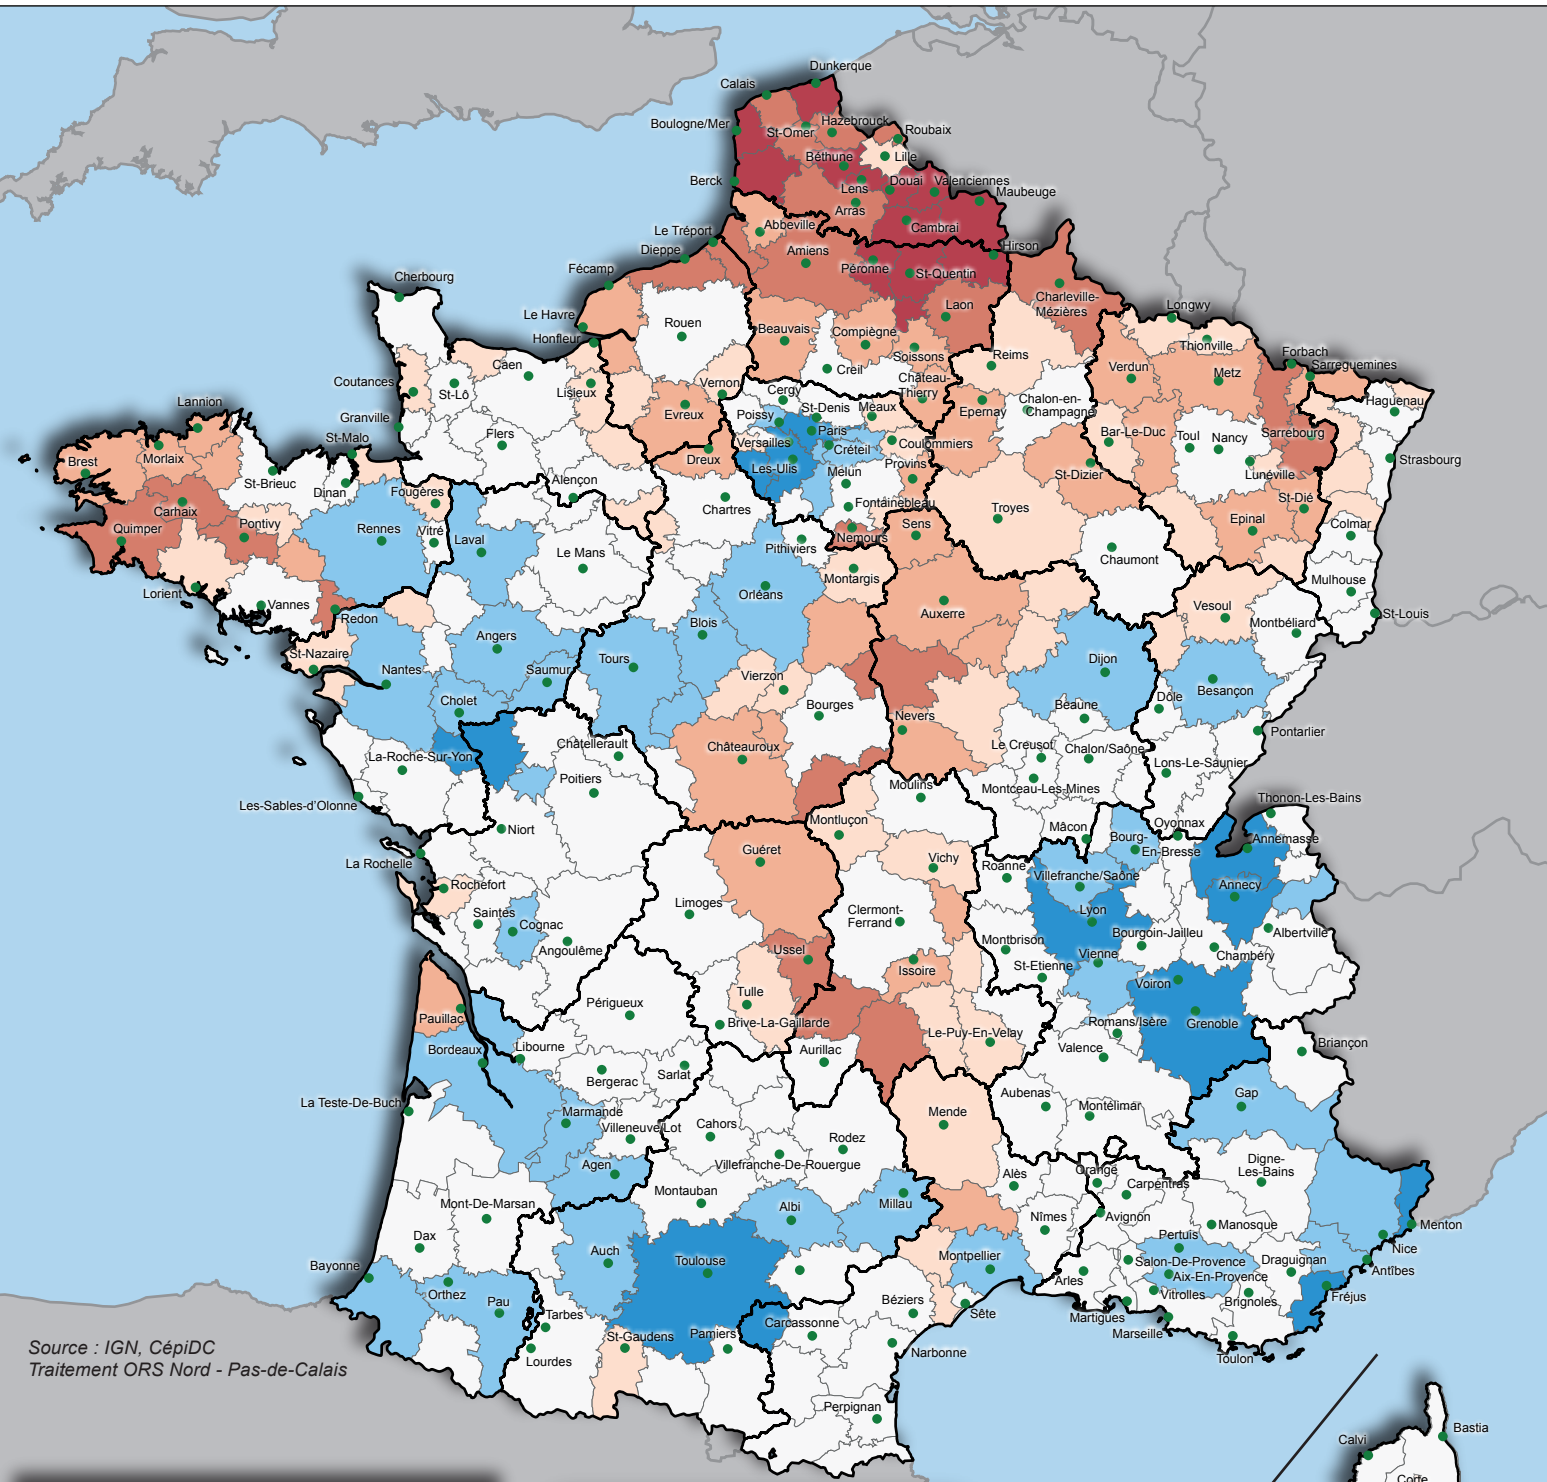 Dunkerque
Calais
Boulogne/Mer
Hazebrouck
St-Omer
Roubaix
Béthune
Lille
Berck
Lens
Douai
Valenciennes
Maubeuge
Arras
Cambrai
Abbeville
Le Tréport
Dieppe
Amiens
Hirson
Péronne
St-Quentin
Fécamp
Cherbourg
Laon
Charleville-
Mézières
Longwy
Le Havre
Rouen
Honfleur
Beauvais
Compiègne
Soissons
Thionville
Forbach
Sarreguemines
Caen
Creil
Reims
Verdun
Metz
Coutances
St-Lô
Lisieux
Vernon
Cergy
Château-
Thierry
Haguenau
Lannion
Granville
Evreux
Poissy
St-Denis
Meaux
Epernay
Chalon-en-
Champagne
St-Malo
Flers
Paris
Versailles
Créteil
Coulommiers
Bar-Le-Duc
Toul
Nancy
Sarrebourg
Morlaix
Brest
Dreux
Les-Ulis
Melun
Provins
St-Dizier
Lunéville
Strasbourg
St-Brieuc
Dinan
Fougères
Alençon
Carhaix
Chartres
Fontainebleau
Troyes
St-Dié
Quimper
Pontivy
Rennes
Vitré
Laval
Nemours
Sens
Epinal
Colmar
Le Mans
Pithiviers
Chaumont
Montargis
Mulhouse
Lorient
Vannes
Orléans
Auxerre
Vesoul
St-Louis
Redon
Angers
Blois
Montbéliard
St-Nazaire
Nantes
Saumur
Tours
Vierzon
Dijon
Besançon
Cholet
Bourges
Dôle
Nevers
Beaune
Pontarlier
La-Roche-Sur-Yon
Châtellerault
Châteauroux
Le Creusot
Chalon/Saône
Lons-Le-Saunier
Poitiers
Moulins
Montceau-Les-Mines
Les-Sables-d'Olonne
Thonon-Les-Bains
Niort
Montluçon
Mâcon
Bourg-
En-Bresse
Oyonnax
Annemasse
La Rochelle
Guéret
Vichy
Roanne
Villefranche/Saône
Rochefort
Annecy
Saintes
Cognac
Limoges
Clermont-
Ferrand
Lyon
Bourgoin-Jailleu
Albertville
Angoulême
Ussel
Montbrison
Vienne
Chambéry
Issoire
St-Etienne
Voiron
Tulle
Périgueux
Pauillac
Brive-La-Gaillarde
Le-Puy-En-Velay
Romans/Isère
Grenoble
Bordeaux
Libourne
Aurillac
Valence
Briançon
Bergerac
Sarlat
La Teste-De-Buch
Marmande
Villeneuve/Lot
Cahors
Mende
Aubenas
Montélimar
Gap
Rodez
Agen
Villefranche-De-Rouergue
Digne-
Les-Bains
Mont-De-Marsan
Montauban
Albi
Millau
Alès
Orange
Carpentras
Nîmes
Avignon
Manosque
Menton
Dax
Auch
Toulouse
Montpellier
Pertuis
Nice
Bayonne
Salon-De-Provence
Draguignan
Antibes
Aix-En-Provence
Arles
Orthez
Pau
Tarbes
Béziers
Sête
Vitrolles
Brignoles
Fréjus
Martigues
Marseille
St-Gaudens
Pamiers
Carcassonne
Narbonne
Toulon
Lourdes
Perpignan
Source : IGN, CépiDC
Traitement ORS Nord - Pas-de-Calais
Bastia
Calvi
Corte